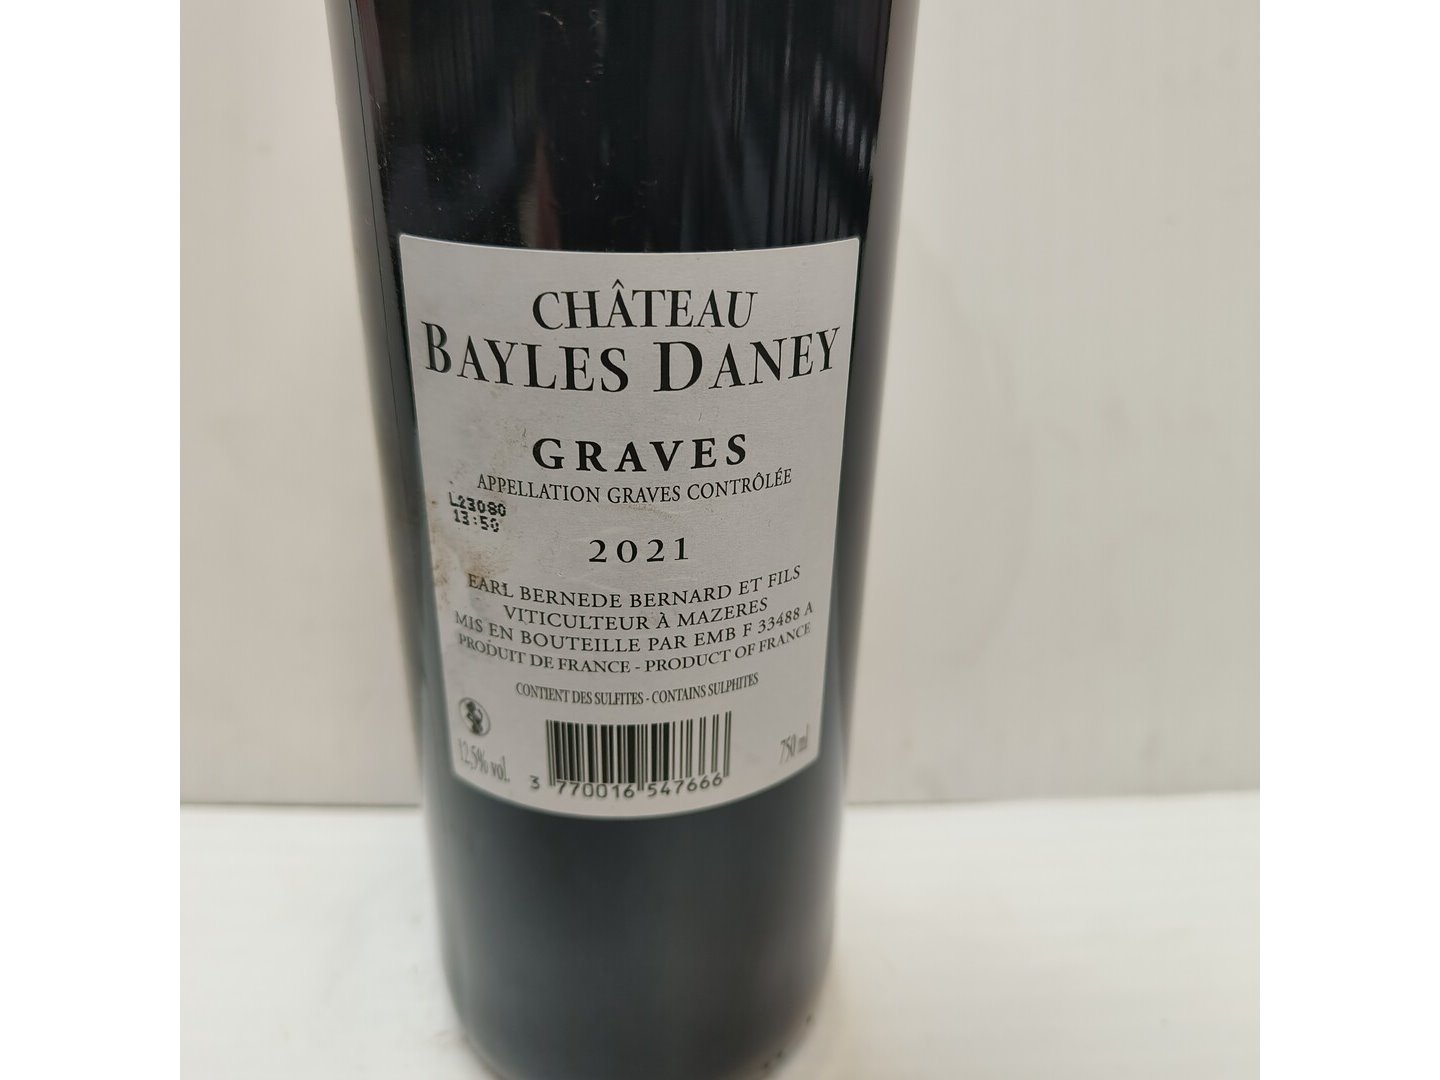 CHÂTEAU
BAYLES DANEY
GRAVES
APPELLATION GRAVES CONTRÔLÉE
L23080
13:50
2021
EARL BERNEDE BERNARD ET FILS
VITICULTEUR À MAZERES
MIS EN BOUTEILLE PAR EMB F 33488 A
PRODUIT DE FRANCE - PRODUCT OF FRANCE
CONTIENT DES SULFITES - CONTAINS SULPHITES
12,5% vol.
750 ml
3 770016 547666